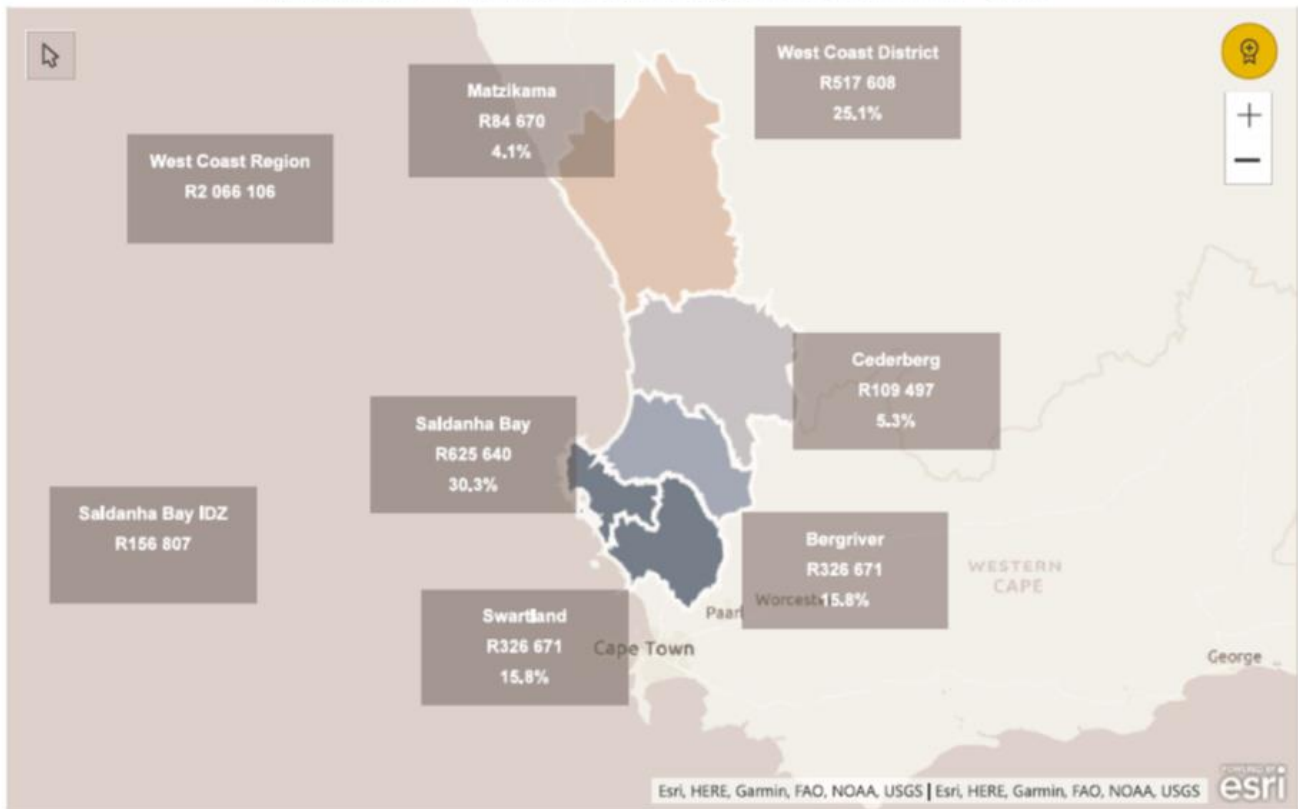 West Coast District
R517 608
25.1%
Matzikama
R84 670
4.1%
West Coast Region
R2 066 106
Cederberg
R109 497
5.3%
Saldanha Bay
R625 640
30.3%
Saldanha Bay IDZ
R156 807
Bergriver
R326 671
15.8%
WESTERN
CAPE
Paarl
Swartland
R326 671
15.8%
Cape Town
George
Esri, HERE, Garmin, FAO, NOAA, USGS | Esri, HERE, Garmin, FAO, NOAA, USGS
POWERED BY
esri